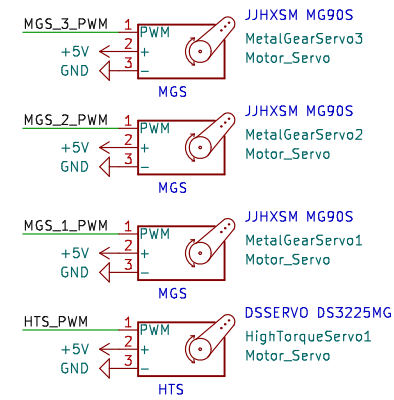 MGS_3_PWM 1 PWM JJHXSM MG90S
+5V 2 + MetalGearServo3
GND 3 - Motor_Servo
MGS
MGS_2_PWM 1 PWM JJHXSM MG90S
+5V 2 + MetalGearServo2
GND 3 - Motor_Servo
MGS
MGS_1_PWM 1 PWM JJHXSM MG90S
+5V 2 + MetalGearServo1
GND 3 - Motor_Servo
MGS
HTS_PWM 1 PWM DSSERVO DS3225MG
+5V 2 + HighTorqueServo1
GND 3 - Motor_Servo
HTS